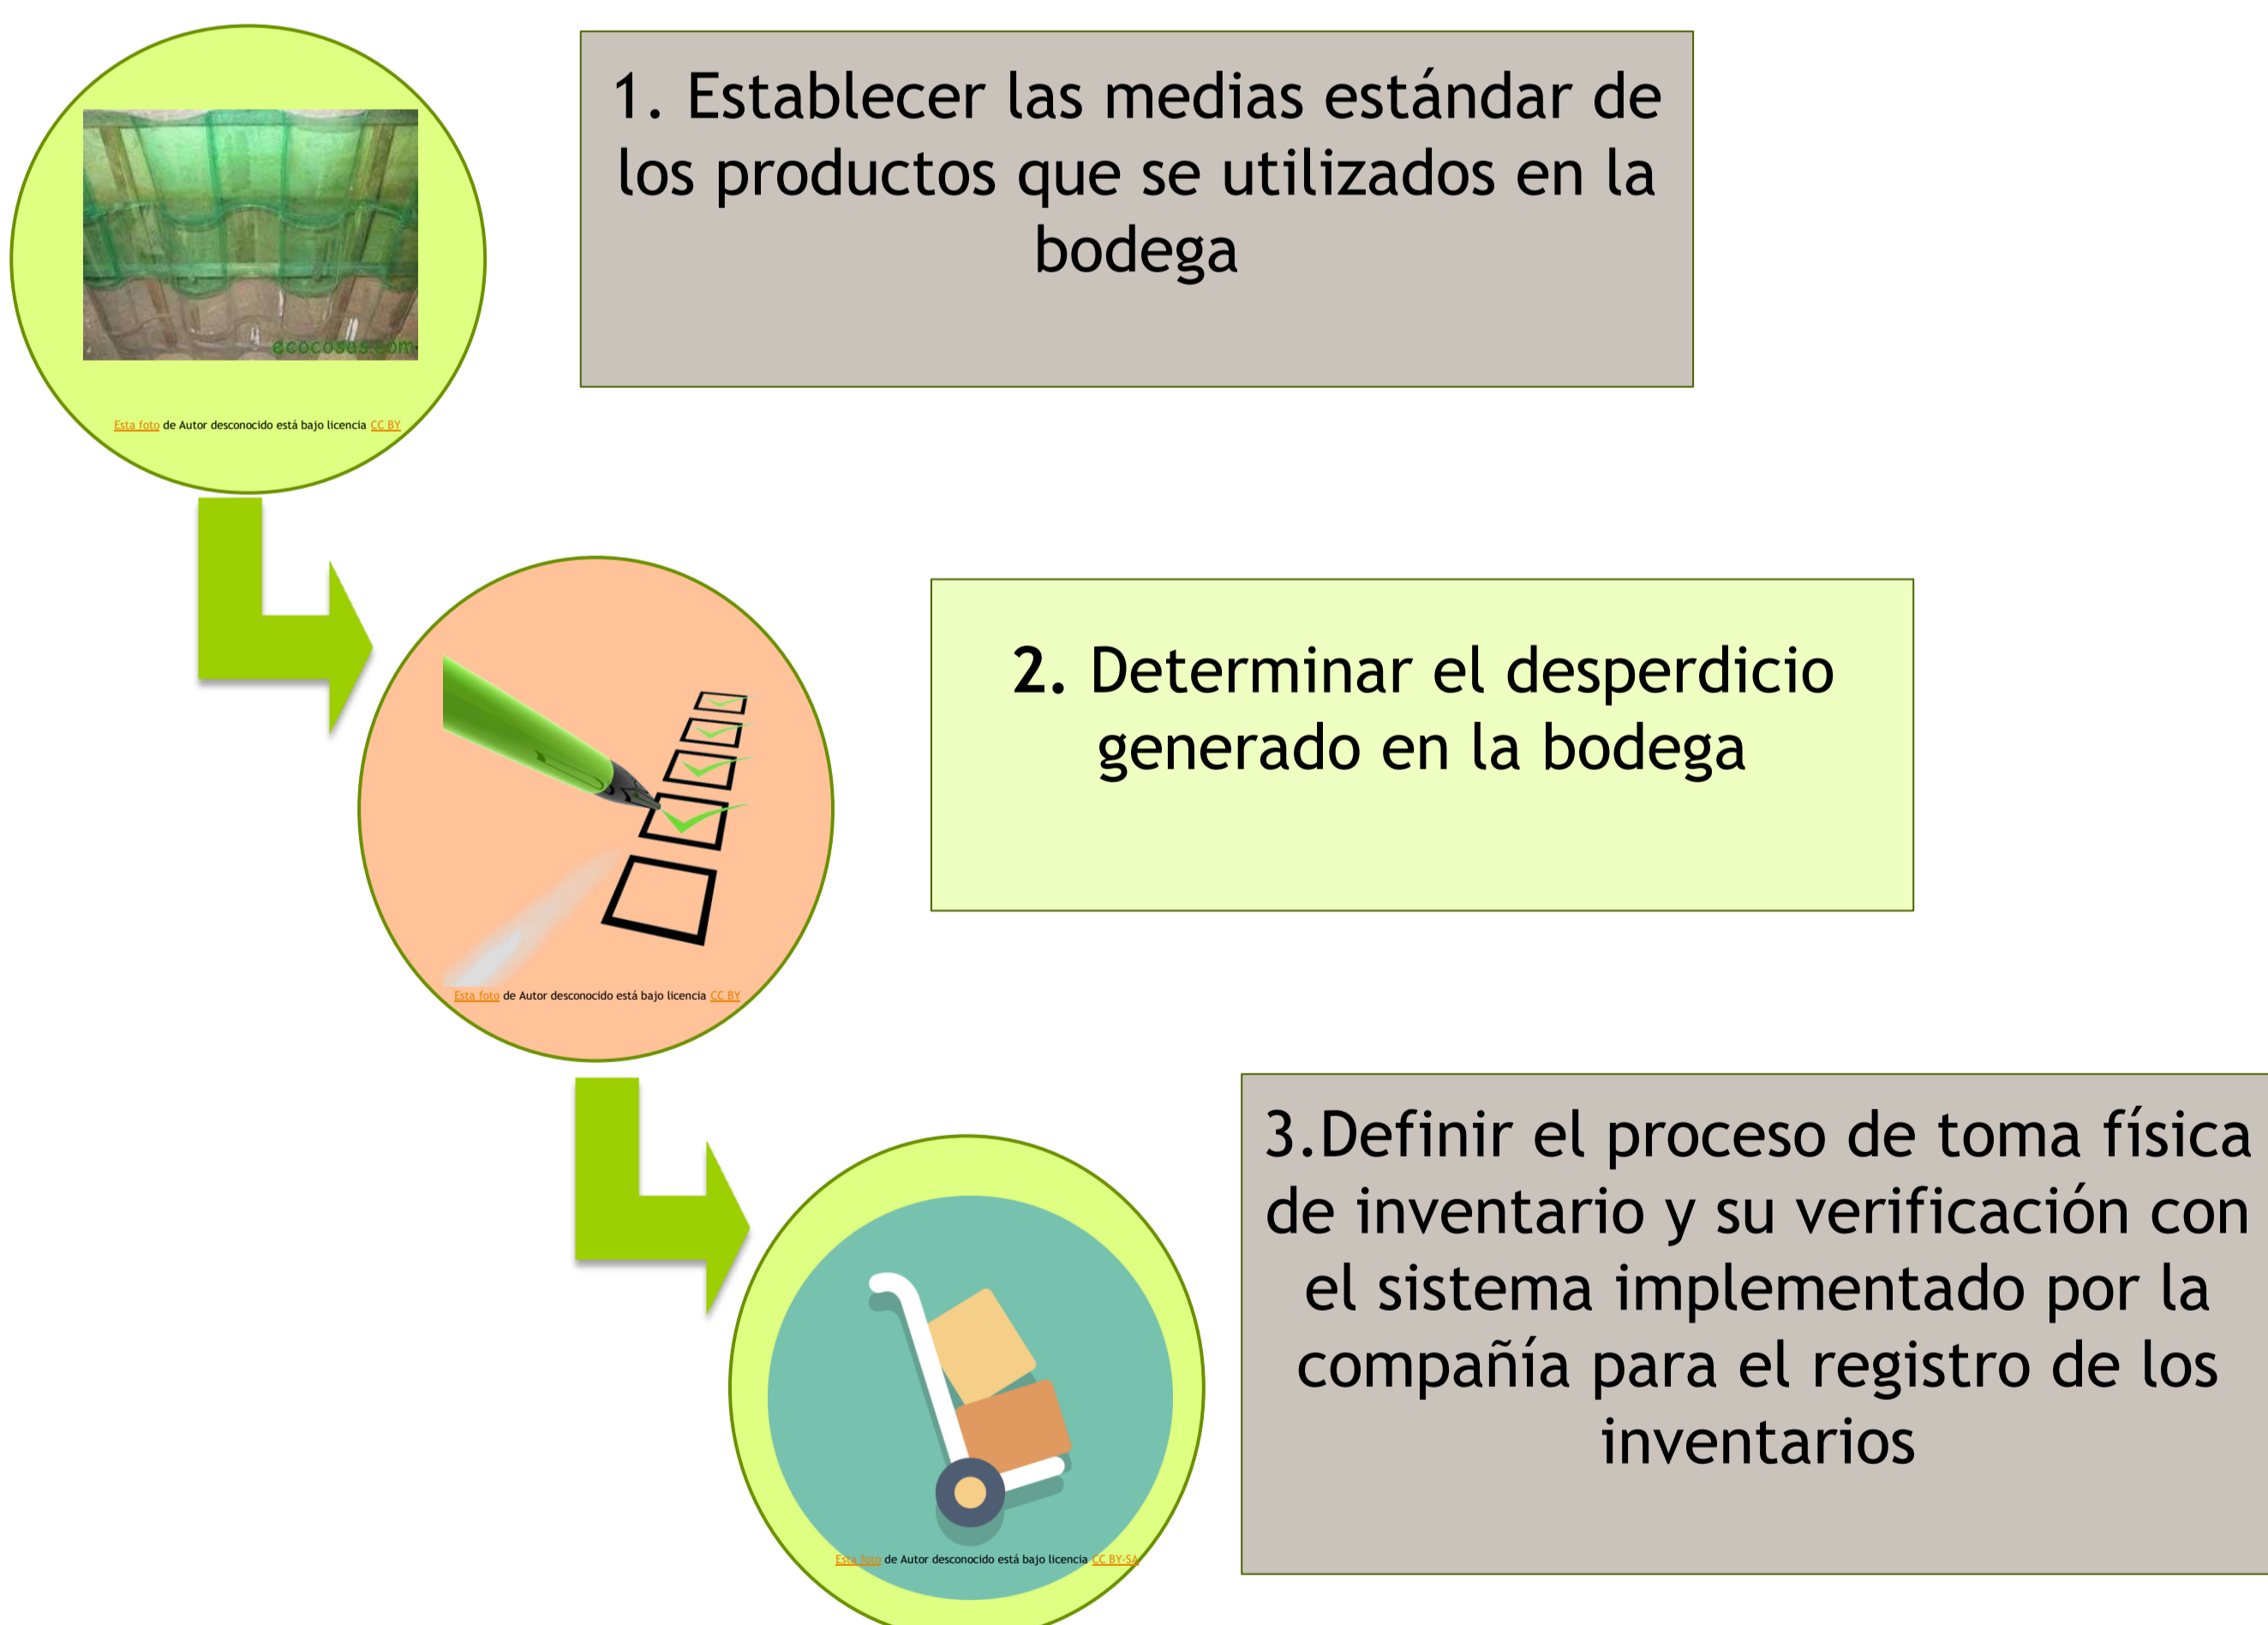 1. Establecer las medias estándar de
los productos que se utilizados en la
bodega
ecocosas.com
Esta foto de Autor desconocido está bajo licencia CC BY
2. Determinar el desperdicio
generado en la bodega
Esta foto de Autor desconocido está bajo licencia CC BY
3.Definir el proceso de toma física
de inventario y su verificación con
el sistema implementado por la
compañía para el registro de los
inventarios
Esta foto de Autor desconocido está bajo licencia CC BY-SA